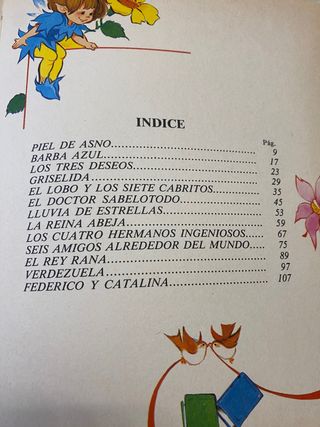 INDICE
Pág.
PIEL DE ASNO........................................ 9
BARBA AZUL........................................ 17
LOS TRES DESEOS................................ 23
GRISELIDA........................................... 29
EL LOBO Y LOS SIETE CABRITOS............ 35
EL DOCTOR SABELOTODO.................... 45
LLUVIA DE ESTRELLAS......................... 53
LA REINA ABEJA................................... 59
LOS CUATRO HERMANOS INGENIOSOS..... 67
SEIS AMIGOS ALREDEDOR DEL MUNDO..... 75
EL REY RANA....................................... 89
VERDEZUELA........................................ 97
FEDERICO Y CATALINA.......................... 107